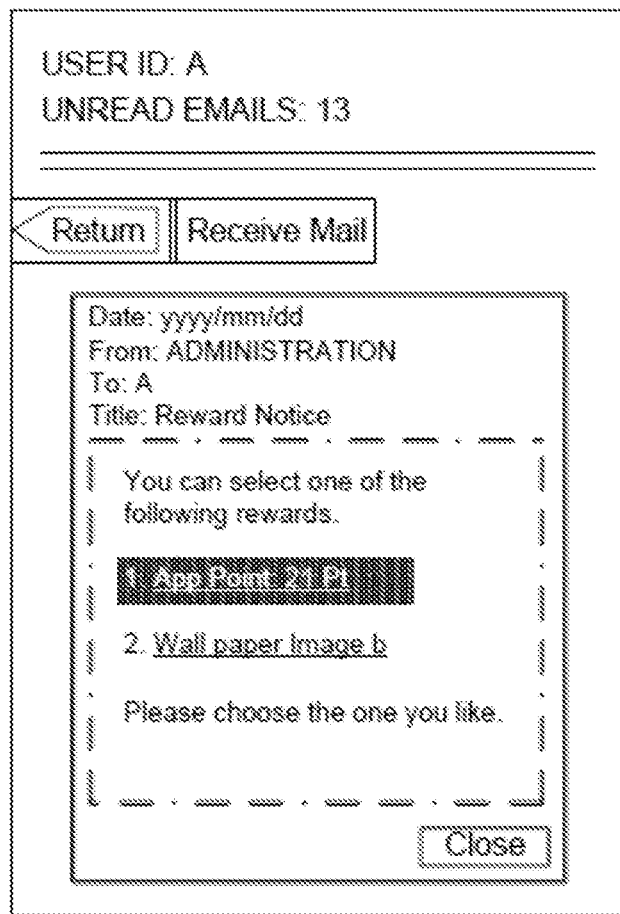 USER ID: A
UNREAD EMAILS: 13
Return Receive Mail
Date: yyyy/mm/dd
From: ADMINISTRATION
To: A
Title: Reward Notice
You can select one of the
following rewards.
1. App Point: 21 Pt
2. Wall paper Image b
Please choose the one you like.
Close